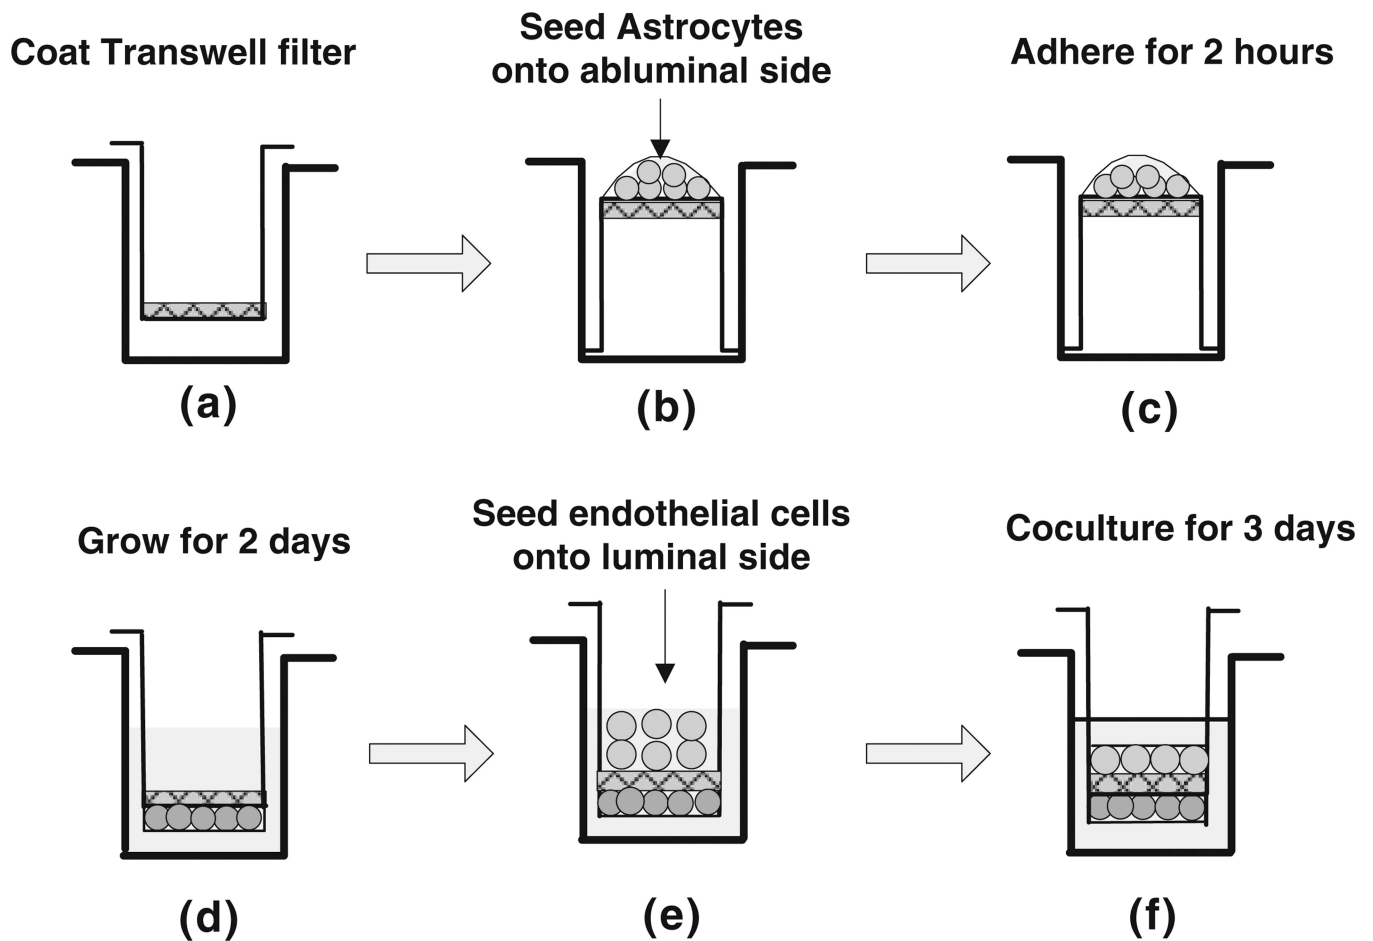 Coat Transwell filter
Seed Astrocytes
onto abluminal side
Adhere for 2 hours
(a)
(b)
(c)
Grow for 2 days
Seed endothelial cells
onto luminal side
Coculture for 3 days
(d)
(e)
(f)